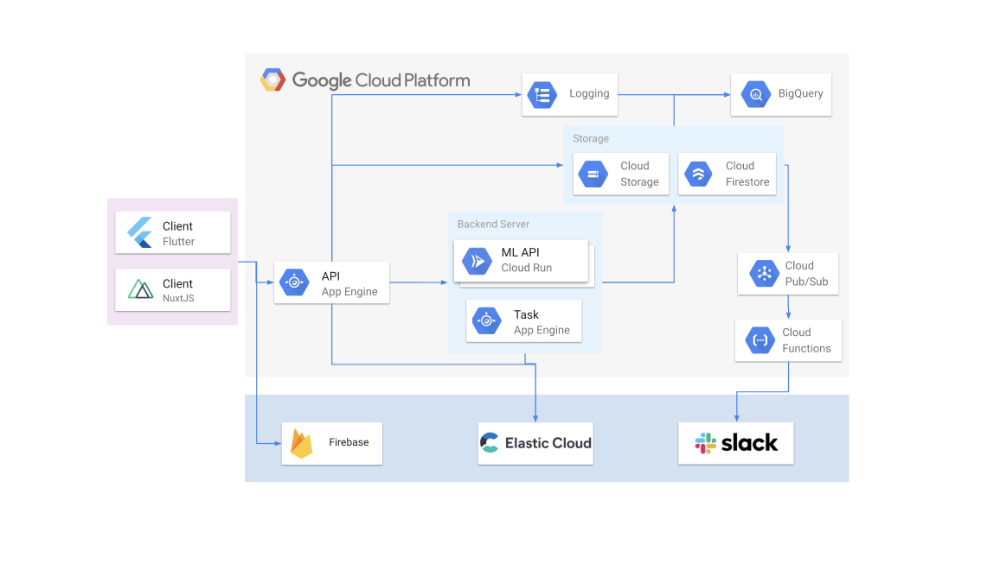 Google Cloud Platform
Logging
BigQuery
Storage
Cloud
Storage
Cloud
Firestore
Client
Flutter
Client
NuxtJS
Backend Server
ML API
Cloud Run
API
App Engine
Task
App Engine
Cloud
Pub/Sub
Cloud
Functions
Firebase
Elastic Cloud
slack